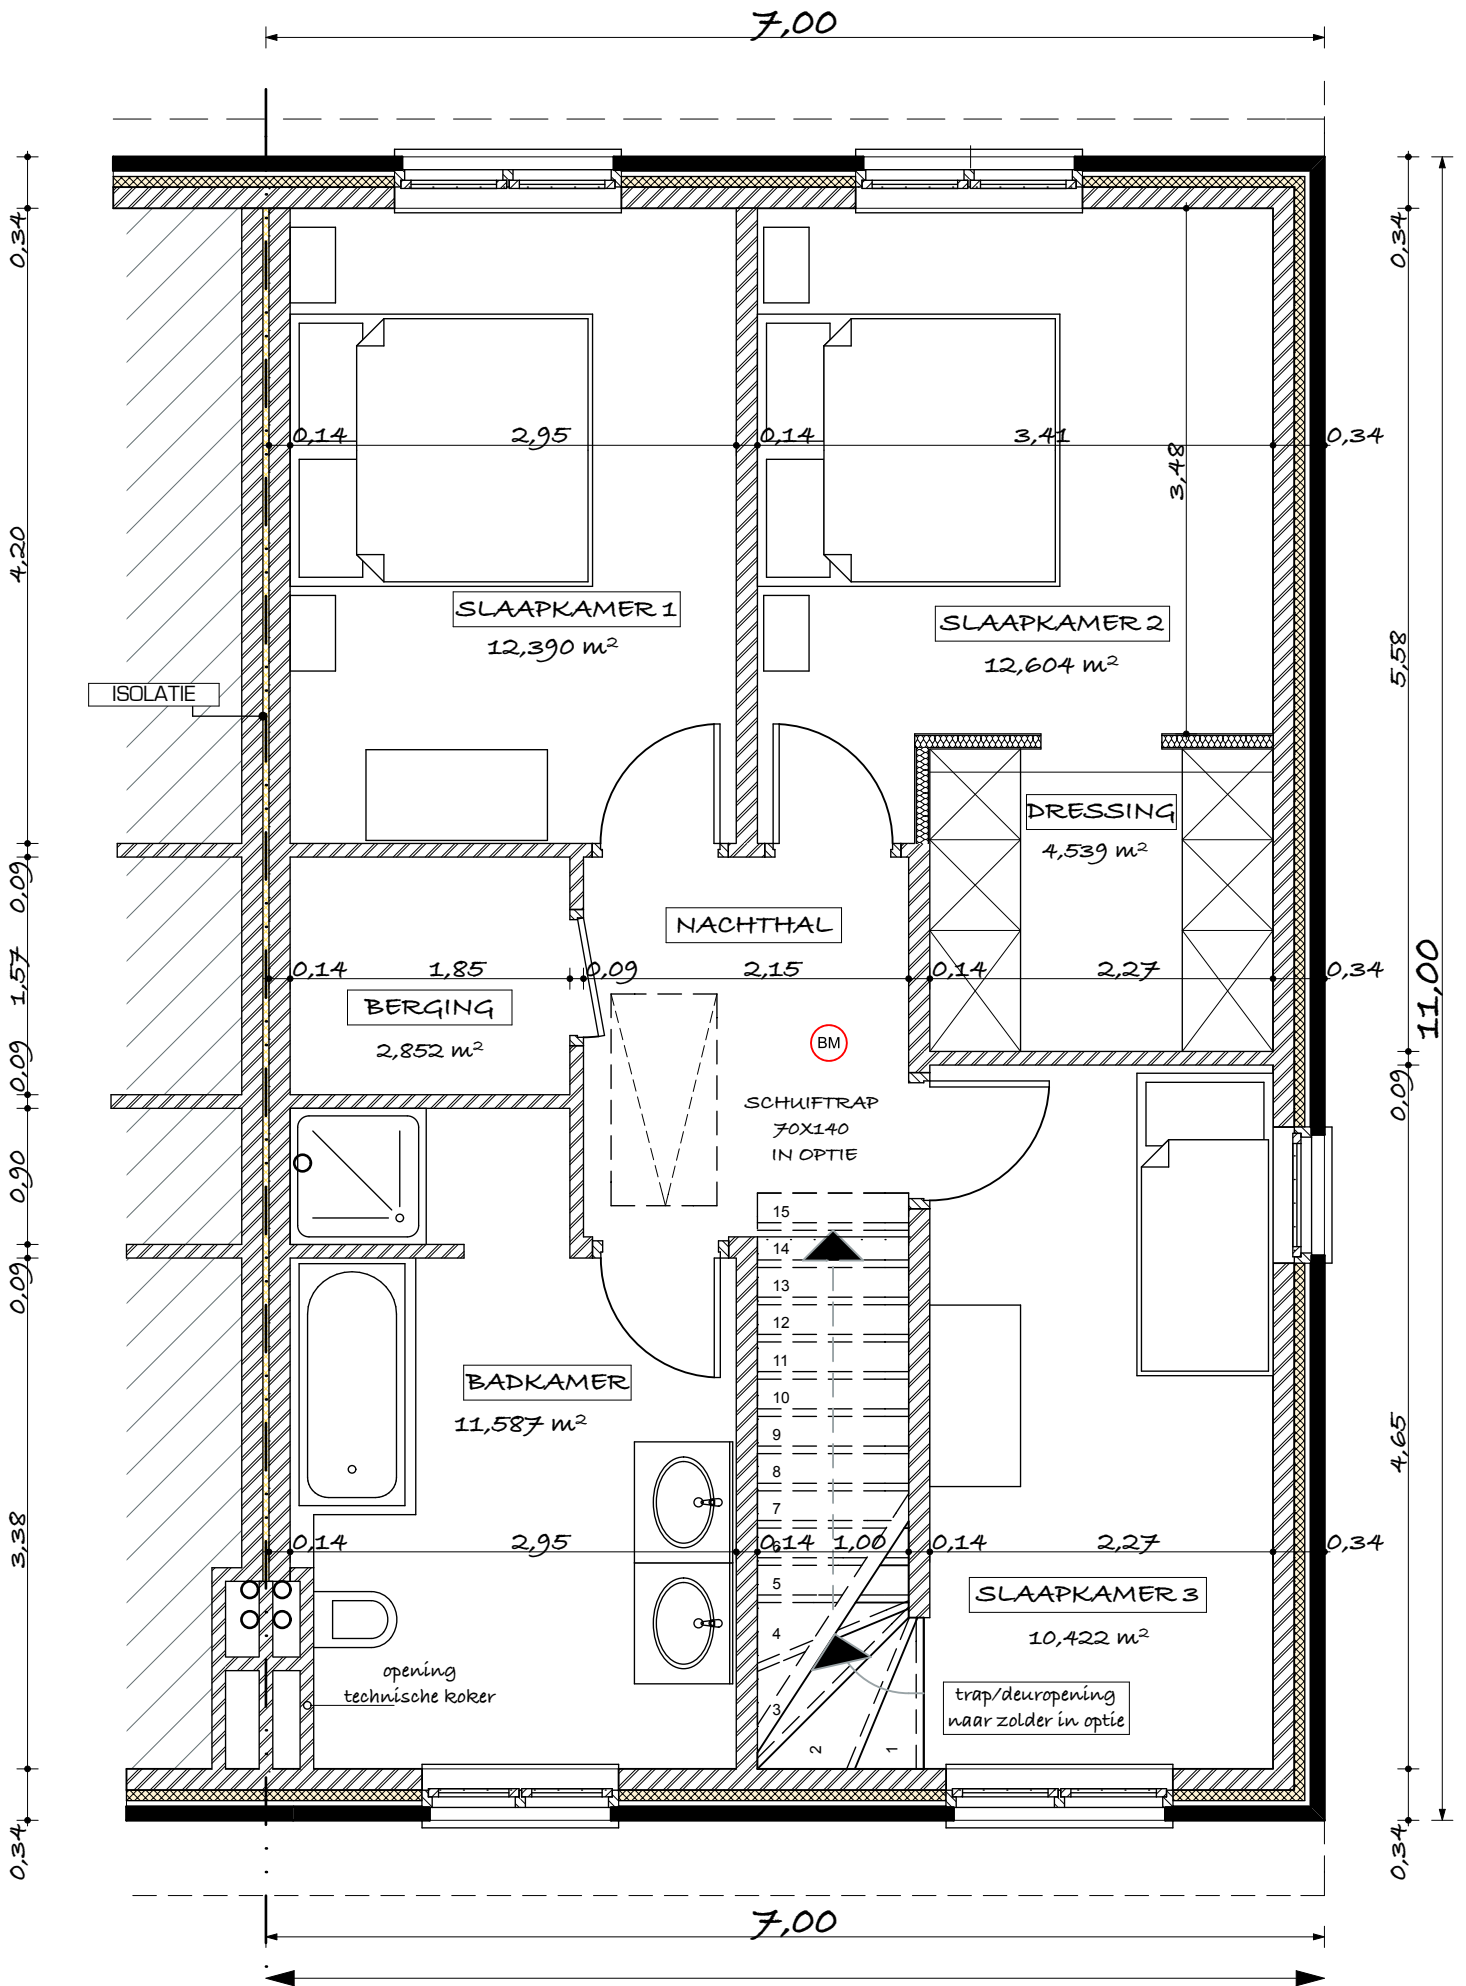 7,00
0,34
0,34
0,14
2,95
0,14
3,41
0,34
3,48
4,20
SLAAPKAMER 1
12,390 m²
SLAAPKAMER 2
12,604 m²
5,58
ISOLATIE
DRESSING
4,539 m²
0,09
NACHTHAL
1,57
0,14
1,85
0,09
2,15
0,14
2,27
0,34
11,00
BERGING
2,852 m²
BM
0,09
0,09
SCHUIFTRAP
70X140
IN OPTIE
0,90
15
14
13
12
11
10
9
8
7
6
5
4
3
2
1
0,09
BADKAMER
11,587 m²
4,65
3,38
0,14
2,95
0,14
1,00
0,14
2,27
0,34
SLAAPKAMER 3
10,422 m²
opening
technische koker
trap/deuropening
naar zolder in optie
0,34
0,34
7,00